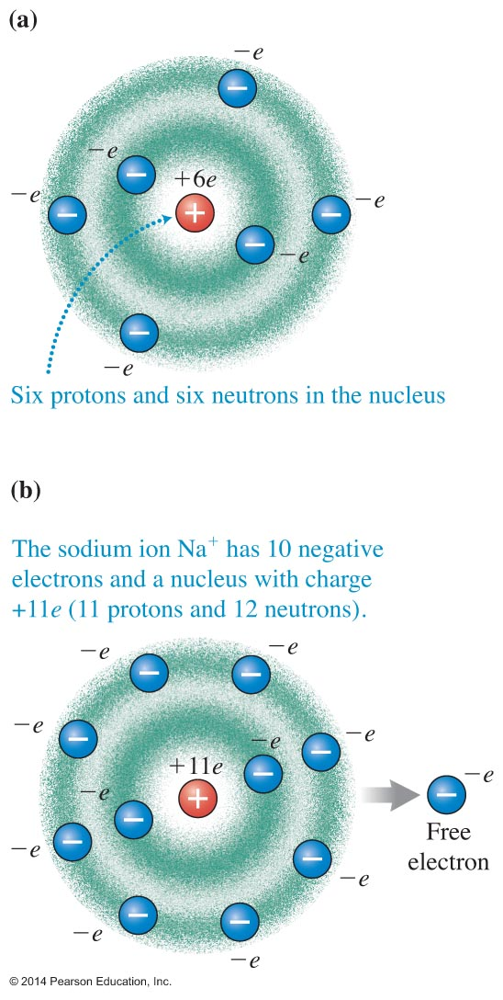 (a)
−e
−e
+6e
−e
−e
+
−e
−e
Six protons and six neutrons in the nucleus
(b)
The sodium ion Na⁺ has 10 negative
electrons and a nucleus with charge
+11e (11 protons and 12 neutrons).
−e
−e
−e
−e
−e
+11e
−e
−e
+
Free
electron
−e
−e
−e
−e
© 2014 Pearson Education, Inc.